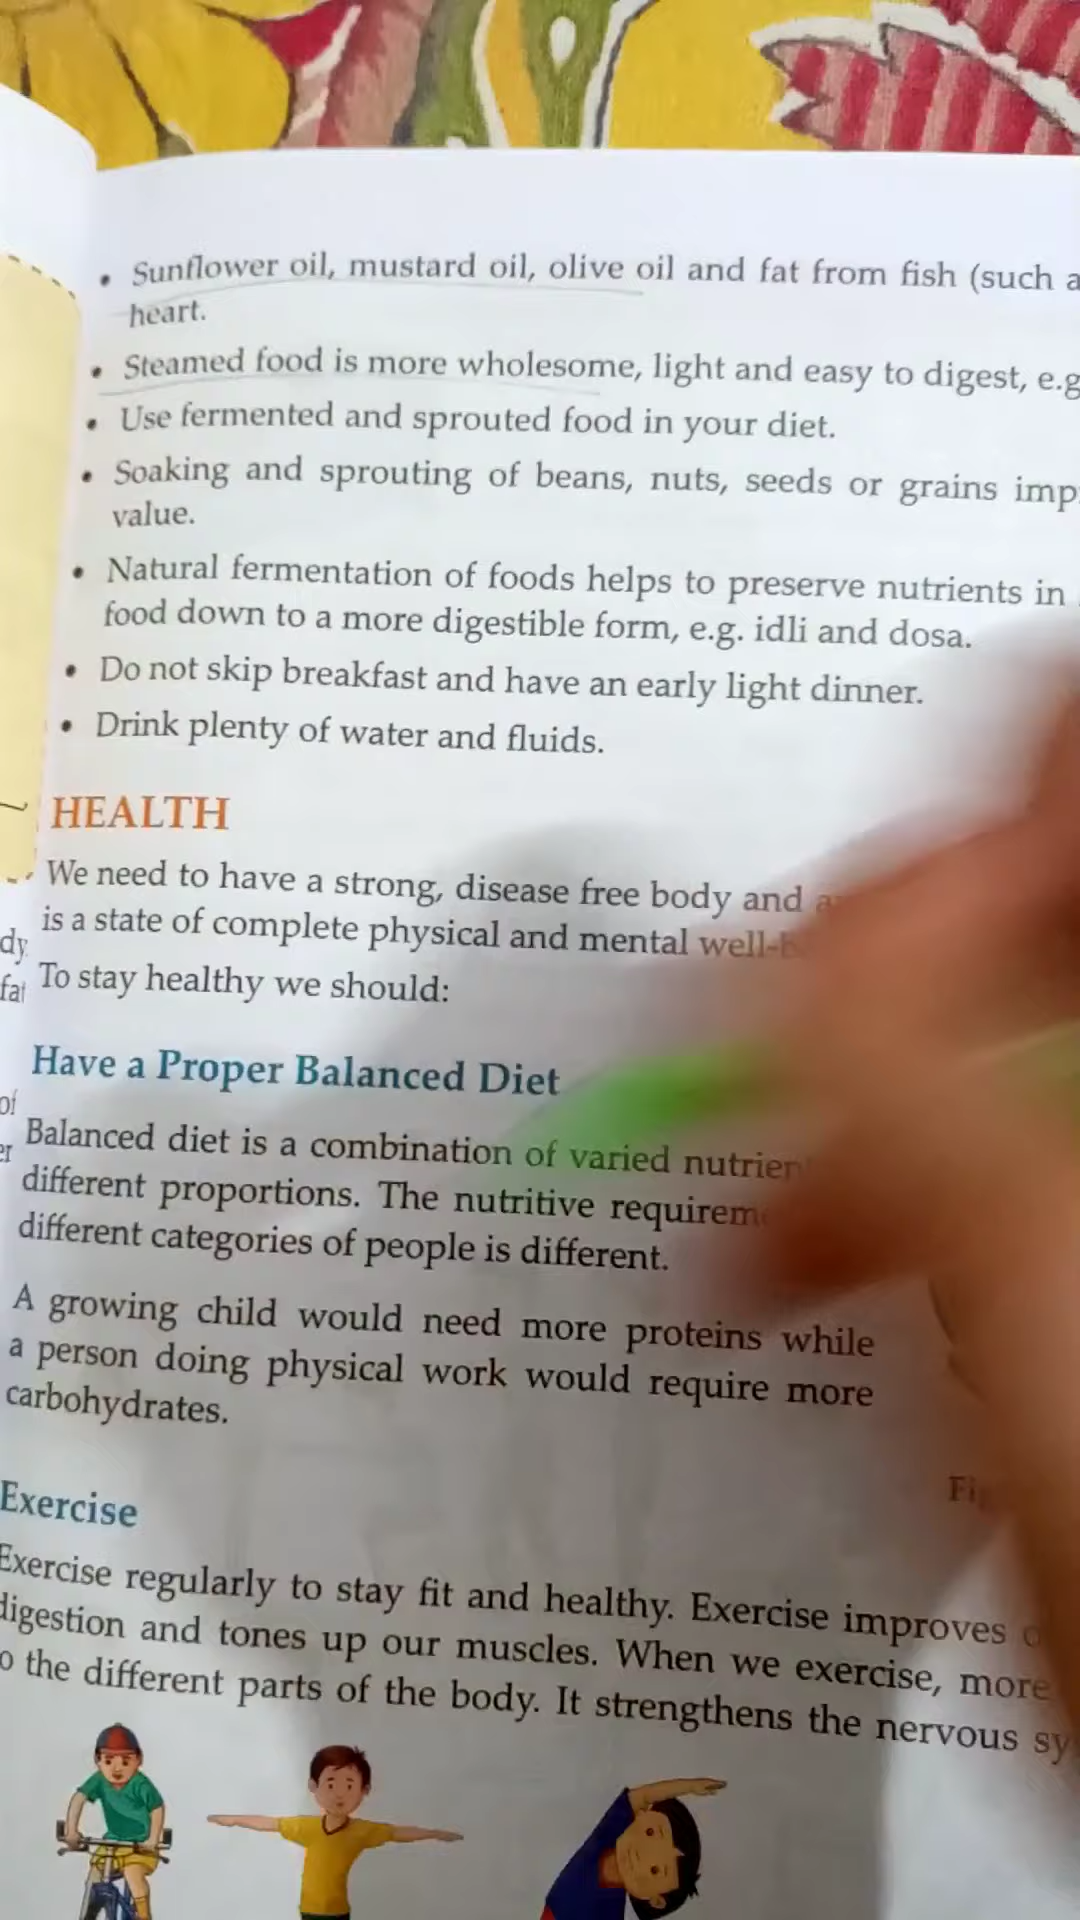 • Sunflower oil, mustard oil, olive oil and fat from fish (such
heart.
• Steamed food is more wholesome, light and easy to digest, e.g
• Use fermented and sprouted food in your diet.
• Soaking and sprouting of beans, nuts, seeds or grains
value.
• Natural fermentation of foods helps to preserve nutrients in
food down to a more digestible form, e.g. idli and dosa.
• Do not skip breakfast and have an early light dinner.
• Drink plenty of water and fluids.
HEALTH
We need to have a strong, disease free body and
is a state of complete physical and mental
To stay healthy we should:
Have a Proper Balanced Diet
Balanced diet is a combination of varied
different proportions. The nutritive
different categories of people is different.
A growing child would need more proteins while
a person doing physical work would require more
carbohydrates.
Exercise
Exercise regularly to stay fit and healthy. Exercise improves
digestion and tones up our muscles. When we exercise, more
the different parts of the body. It strengthens the nervous